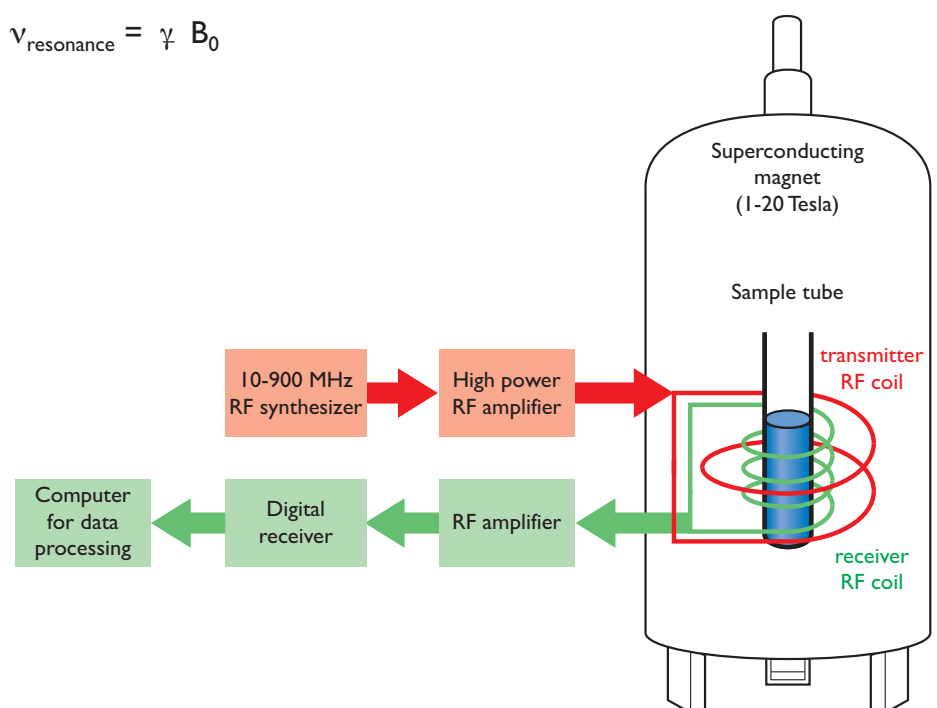 ν resonance = γ B0
Superconducting
magnet
(1-20 Tesla)
Sample tube
transmitter
RF coil
10-900 MHz
RF synthesizer
High power
RF amplifier
Computer
for data
processing
Digital
receiver
RF amplifier
receiver
RF coil